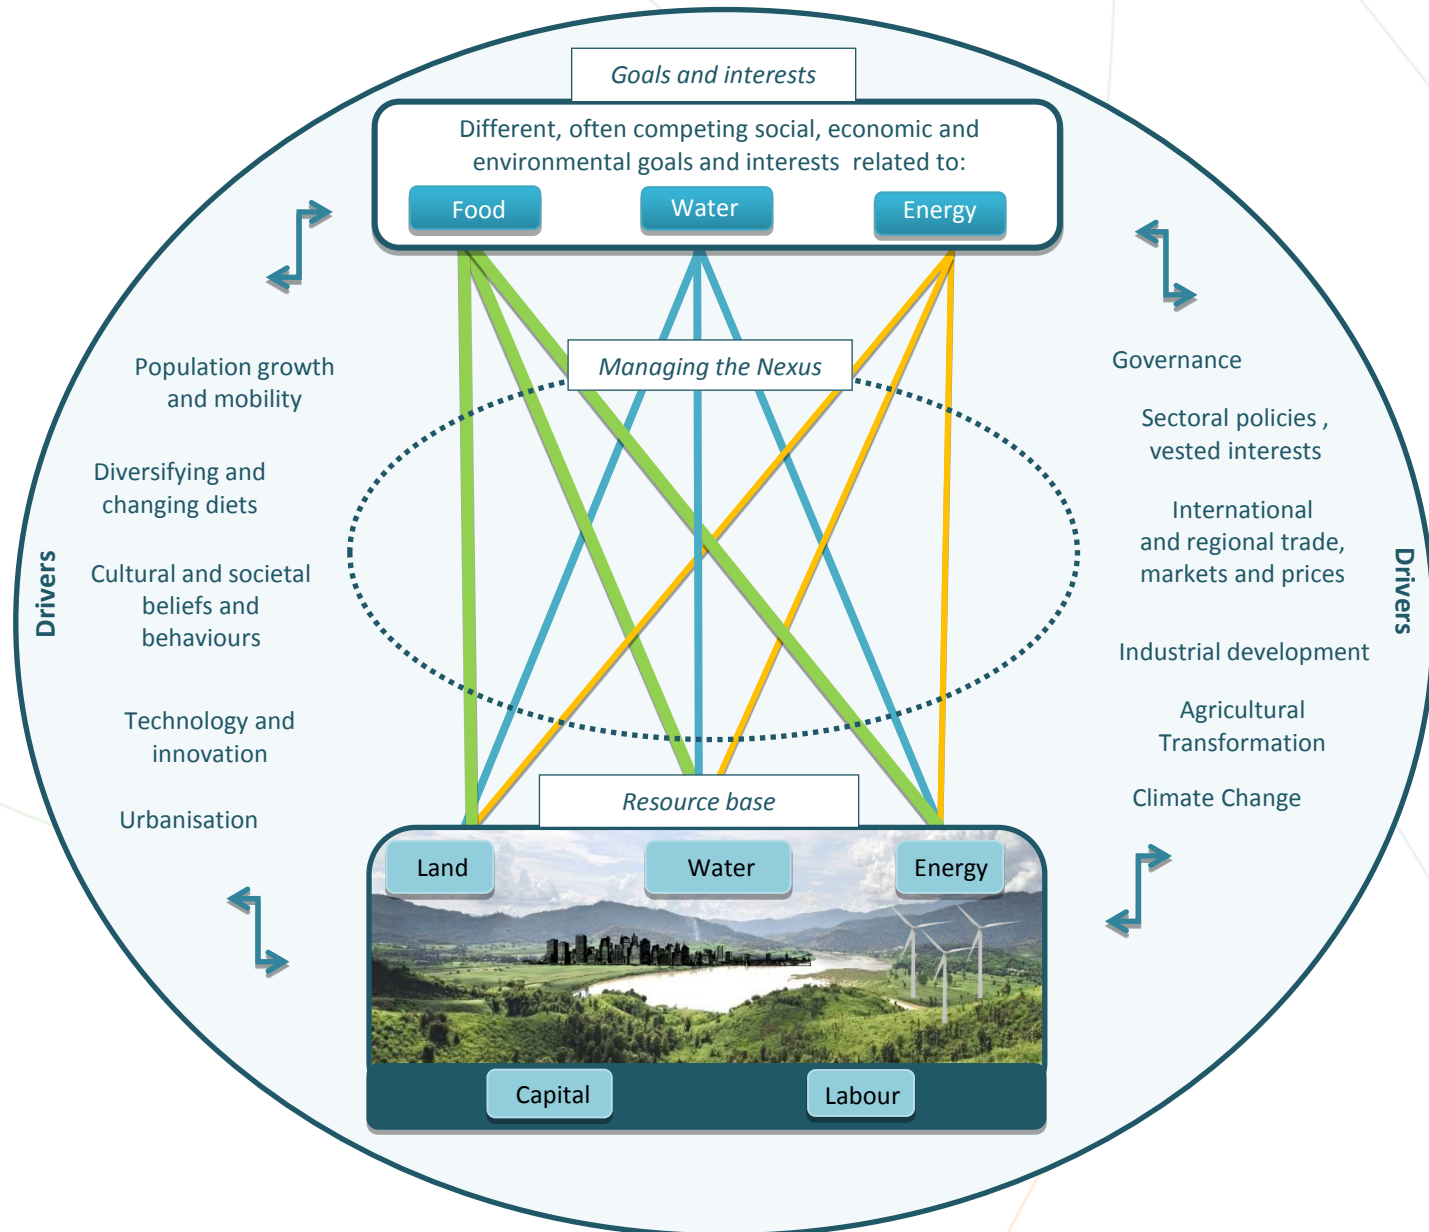 Goals and interests
Different, often competing social, economic and
environmental goals and interests related to:
Food
Water
Energy
Managing the Nexus
Drivers
Population growth
and mobility
Diversifying and
changing diets
Cultural and societal
beliefs and
behaviours
Technology and
innovation
Urbanisation
Governance
Sectoral policies ,
vested interests
International
and regional trade,
markets and prices
Industrial development
Agricultural
Transformation
Climate Change
Drivers
Resource base
Land
Water
Energy
Capital
Labour